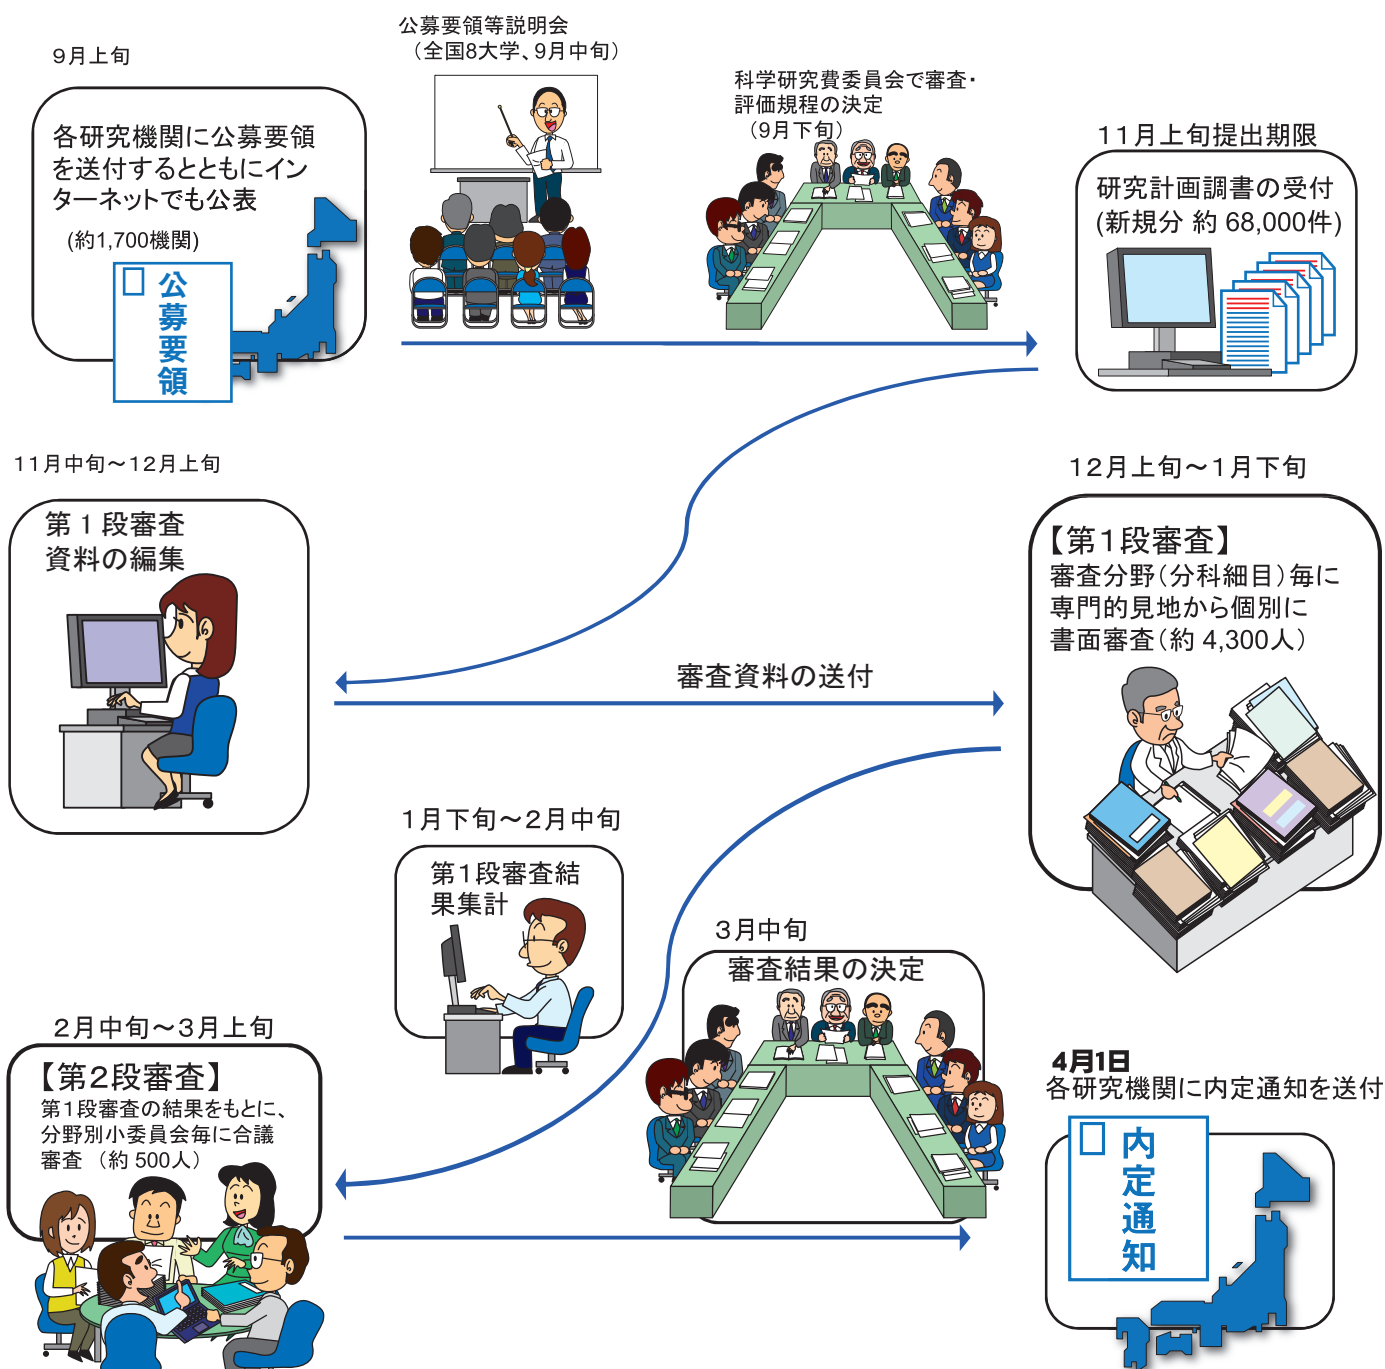 9月上旬
各研究機関に公募要領
を送付するとともにイン
ターネットでも公表
(約1,700機関)
公募要領
公募要領等説明会
(全国8大学、9月中旬)
科学研究費委員会で審査・
評価規程の決定
(9月下旬)
11月上旬提出期限
研究計画調書の受付
(新規分 約 68,000件)
11月中旬～12月上旬
第1段審査
資料の編集
審査資料の送付
12月上旬～1月下旬
【第1段審査】
審査分野(分科細目)毎に
専門的見地から個別に
書面審査(約 4,300人)
1月下旬～2月中旬
第1段審査結
果集計
2月中旬～3月上旬
【第2段審査】
第1段審査の結果をもとに、
分野別小委員会毎に合議
審査 (約 500人)
3月中旬
審査結果の決定
4月1日
各研究機関に内定通知を送付
内定通知